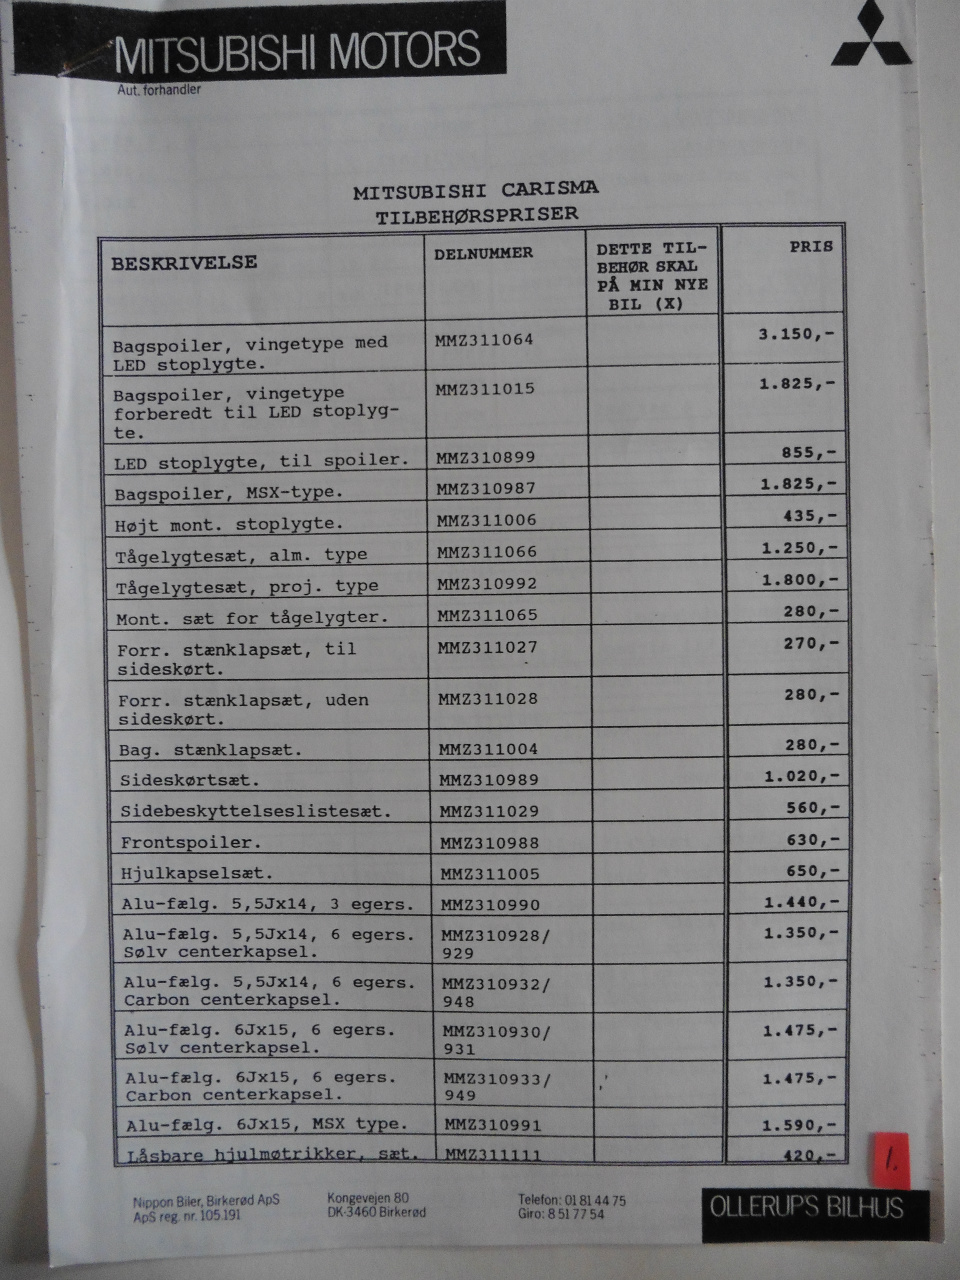 MITSUBISHI MOTORS
Aut. forhandler
MITSUBISHI CARISMA
TILBEHØRSPRISER
BESKRIVELSE DELNUMMER DETTE TIL- PRIS
BEHØR SKAL
PÅ MIN NYE
BIL (X)
Bagspoiler, vingetype med MMZ311064 3.150,-
LED stoplygte.
Bagspoiler, vingetype MMZ311015 1.825,-
forberedt til LED stoplyg-
te.
LED stoplygte, til spoiler. MMZ310899 855,-
Bagspoiler, MSX-type. MMZ310987 1.825,-
Højt mont. stoplygte. MMZ311006 435,-
Tågelygtesæt, alm. type MMZ311066 1.250,-
Tågelygtesæt, proj. type MMZ310992 1.800,-
Mont. sæt for tågelygter. MMZ311065 280,-
Forr. stænklapsæt, til MMZ311027 270,-
sideskørt.
Forr. stænklapsæt, uden MMZ311028 280,-
sideskørt.
Bag. stænklapsæt. MMZ311004 280,-
Sideskørtsæt. MMZ310989 1.020,-
Sidebeskyttelseslistesæt. MMZ311029 560,-
Frontspoiler. MMZ310988 630,-
Hjulkapselsæt. MMZ311005 650,-
Alu-fælg. 5,5Jx14, 3 egers. MMZ310990 1.440,-
Alu-fælg. 5,5Jx14, 6 egers. MMZ310928/ 1.350,-
Sølv centerkapsel. 929
Alu-fælg. 5,5Jx14, 6 egers. MMZ310932/ 1.350,-
Carbon centerkapsel. 948
Alu-fælg. 6Jx15, 6 egers. MMZ310930/ 1.475,-
Sølv centerkapsel. 931
Alu-fælg. 6Jx15, 6 egers. MMZ310933/ 1.475,-
Carbon centerkapsel. 949
Alu-fælg. 6Jx15, MSX type. MMZ310991 1.590,-
Låsbare hjulmøtrikker, sæt. MMZ311111 420,-
1.
Nippon Biler, Birkerød ApS Kongevejen 80 Telefon: 01 81 44 75 OLLERUP'S BILHUS
ApS reg. nr. 105.191 DK-3460 Birkerød Giro: 8 51 77 54